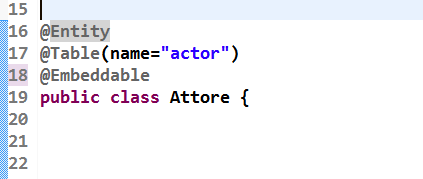 15
16 @Entity
17 @Table(name="actor")
18 @Embeddable
19 public class Attore {
20
21
22